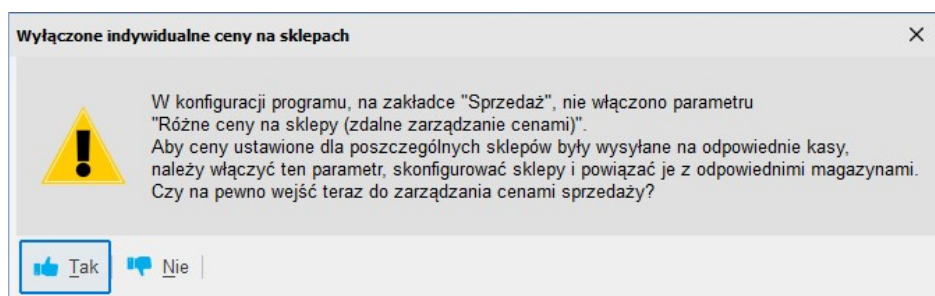 Wyłączone indywidualne ceny na sklepach
W konfiguracji programu, na zakładce "Sprzedaż", nie włączono parametru
"Różne ceny na sklepy (zdalne zarządzanie cenami)".
Aby ceny ustawione dla poszczególnych sklepów były wysyłane na odpowiednie kasy,
należy włączyć ten parametr, skonfigurować sklepy i powiązać je z odpowiednimi magazynami.
Czy na pewno wejść teraz do zarządzania cenami sprzedaży?
Tak Nie